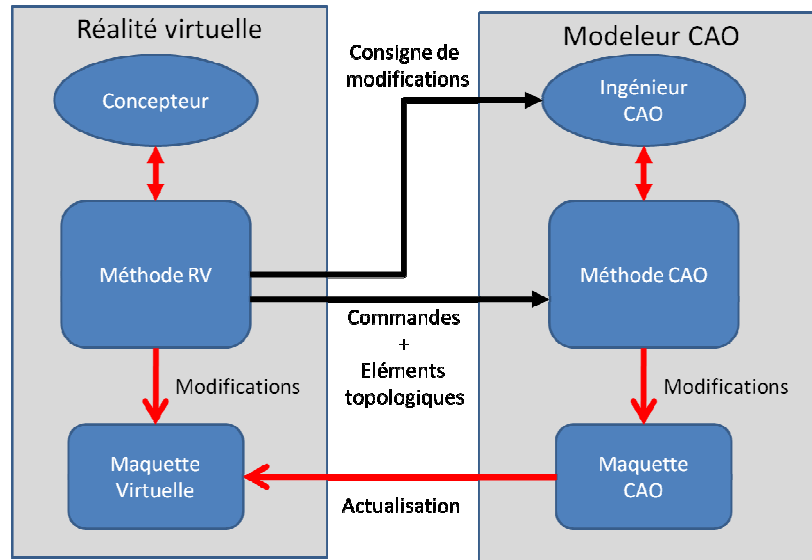 Réalité virtuelle
Concepteur
Méthode RV
Modifications
Maquette
Virtuelle
Consigne de
modifications
Commandes
+
Eléments
topologiques
Actualisation
Modeleur CAO
Ingénieur
CAO
Méthode CAO
Modifications
Maquette
CAO